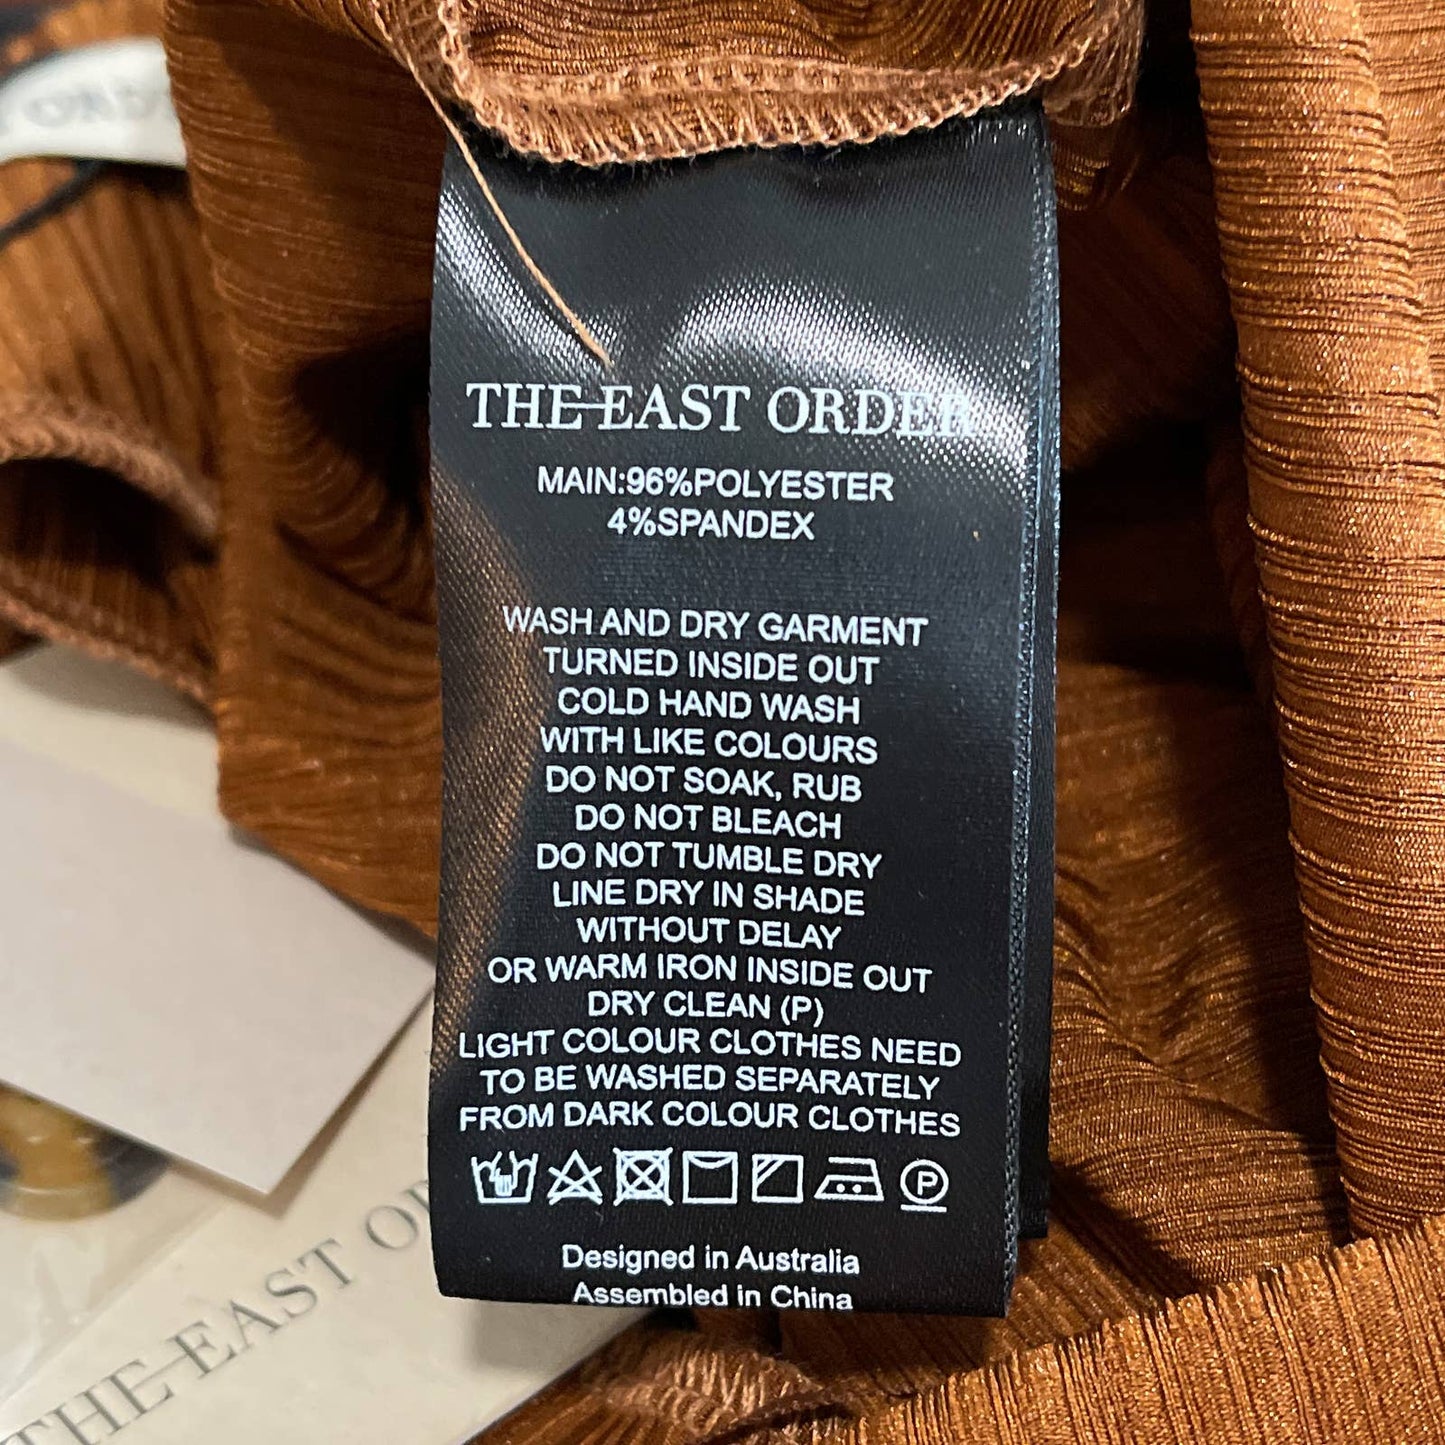 THE EAST ORDER
MAIN:96%POLYESTER
4%SPANDEX
WASH AND DRY GARMENT
TURNED INSIDE OUT
COLD HAND WASH
WITH LIKE COLOURS
DO NOT SOAK, RUB
DO NOT BLEACH
DO NOT TUMBLE DRY
LINE DRY IN SHADE
WITHOUT DELAY
OR WARM IRON INSIDE OUT
DRY CLEAN (P)
LIGHT COLOUR CLOTHES NEED
TO BE WASHED SEPARATELY
FROM DARK COLOUR CLOTHES
P
Designed in Australia
Assembled in China
THE EAST